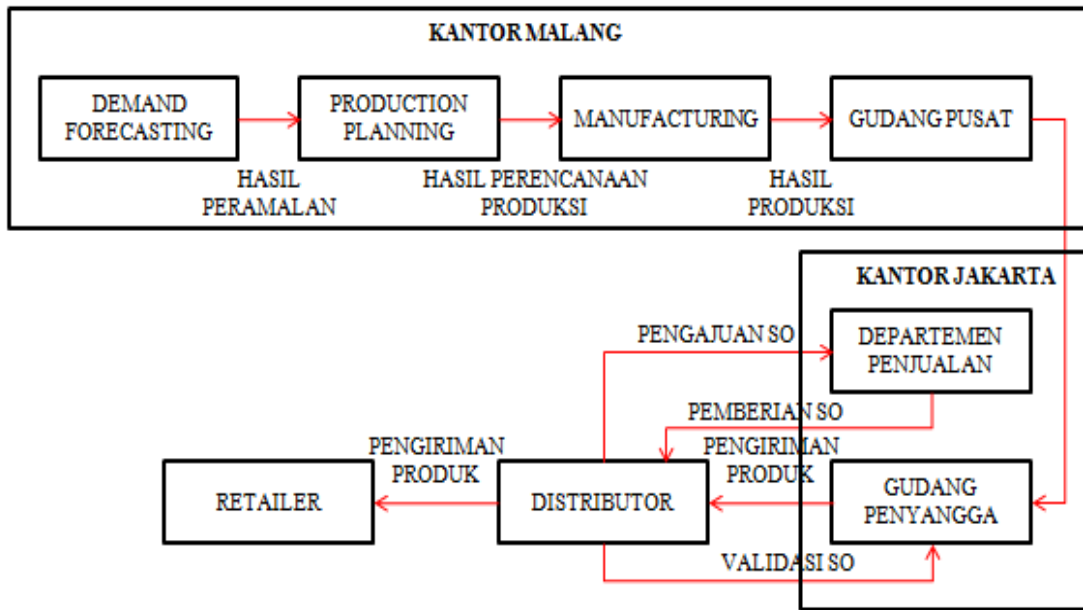 KANTOR MALANG
DEMAND
FORECASTING
PRODUCTION
PLANNING
MANUFACTURING
GUDANG PUSAT
HASIL
PERAMALAN
HASIL PERENCANAAN
PRODUKSI
HASIL
PRODUKSI
KANTOR JAKARTA
PENGAJUAN SO
DEPARTEMEN
PENJUALAN
PEMBERIAN SO
PENGIRIMAN
PRODUK
PENGIRIMAN
PRODUK
RETAILER
DISTRIBUTOR
GUDANG
PENYANGGA
VALIDASI SO